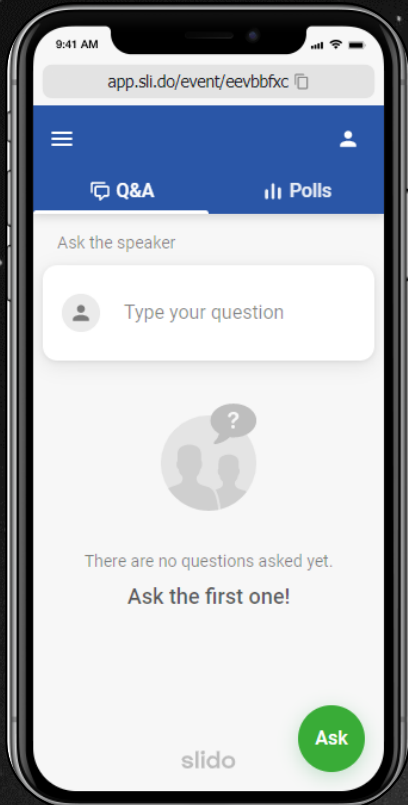 9:41 AM
app.sli.do/event/eevbbfxc
Q&A Polls
Ask the speaker
Type your question
?
There are no questions asked yet.
Ask the first one!
Ask
slido